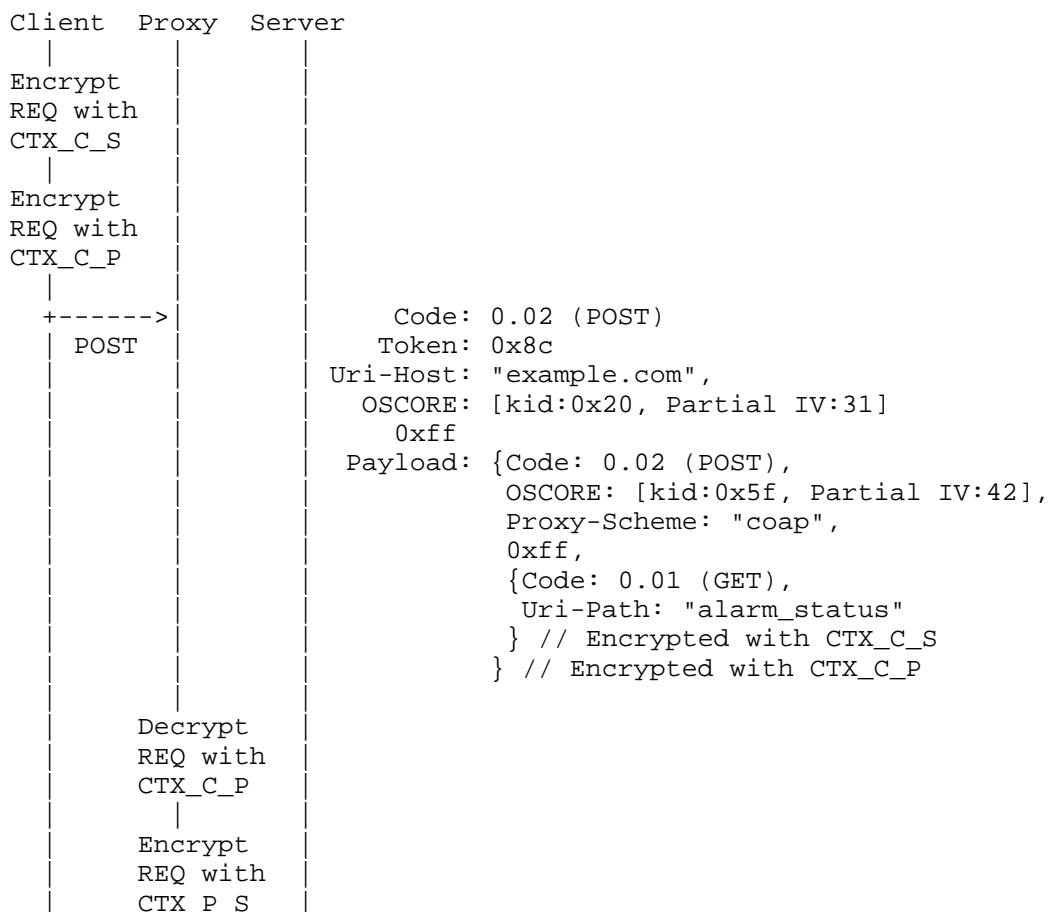 Client  Proxy  Server
  |       |       |
Encrypt   |       |
REQ with  |       |
CTX_C_S   |       |
  |       |       |
Encrypt   |       |
REQ with  |       |
CTX_C_P   |       |
  |       |       |
  +------>|       |     Code: 0.02 (POST)
  | POST  |       |    Token: 0x8c
  |       |       | Uri-Host: "example.com",
  |       |       |   OSCORE: [kid:0x20, Partial IV:31]
  |       |       |     0xff
  |       |       |  Payload: {Code: 0.02 (POST),
  |       |       |            OSCORE: [kid:0x5f, Partial IV:42],
  |       |       |            Proxy-Scheme: "coap",
  |       |       |            0xff,
  |       |       |            {Code: 0.01 (GET),
  |       |       |             Uri-Path: "alarm_status"
  |       |       |            } // Encrypted with CTX_C_S
  |       |       |           } // Encrypted with CTX_C_P
  |       |       |
  |     Decrypt   |
  |     REQ with  |
  |     CTX_C_P   |
  |       |       |
  |     Encrypt   |
  |     REQ with  |
  |     CTX_P_S   |